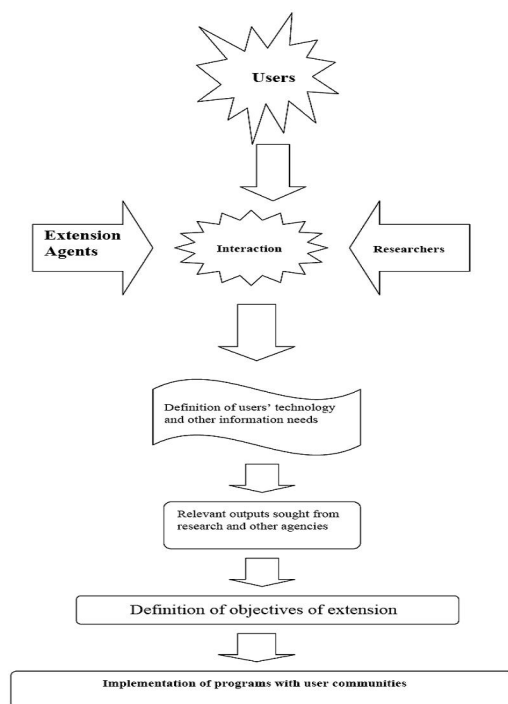 Users
Extension
Agents
Interaction
Researchers
Definition of users' technology
and other information needs
Relevant outputs sought from
research and other agencies
Definition of objectives of extension
Implementation of programs with user communities